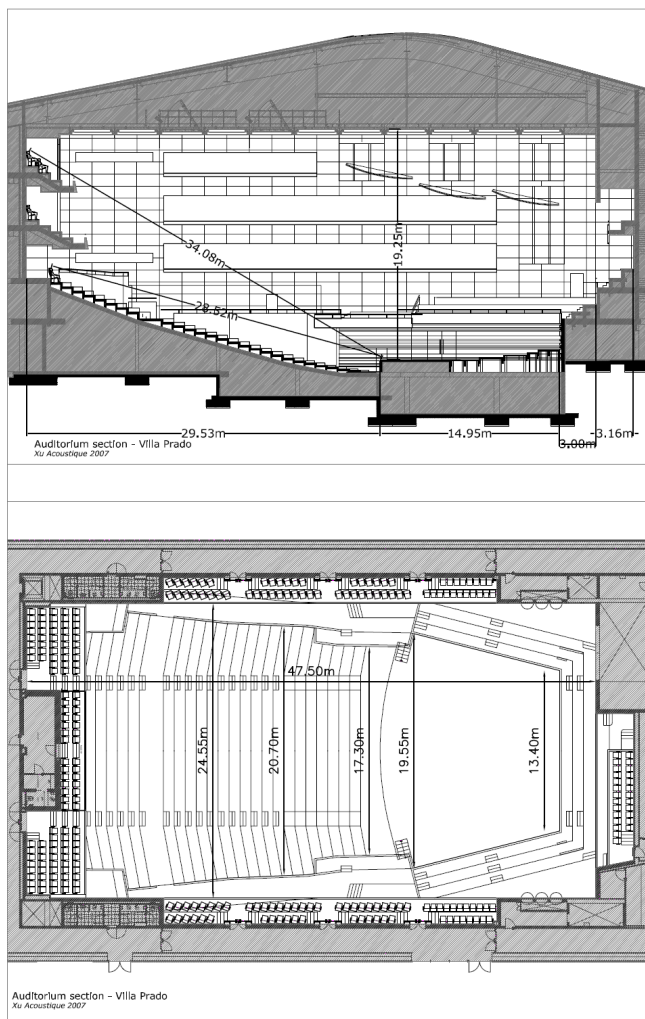 34.08m
19.25m
28.52m
29.53m
14.95m
3.00m
3.16m
Auditorium section - Villa Prado
Xu Acoustique 2007
47.50m
24.55m
20.70m
17.30m
19.55m
13.40m
Auditorium section - Villa Prado
Xu Acoustique 2007